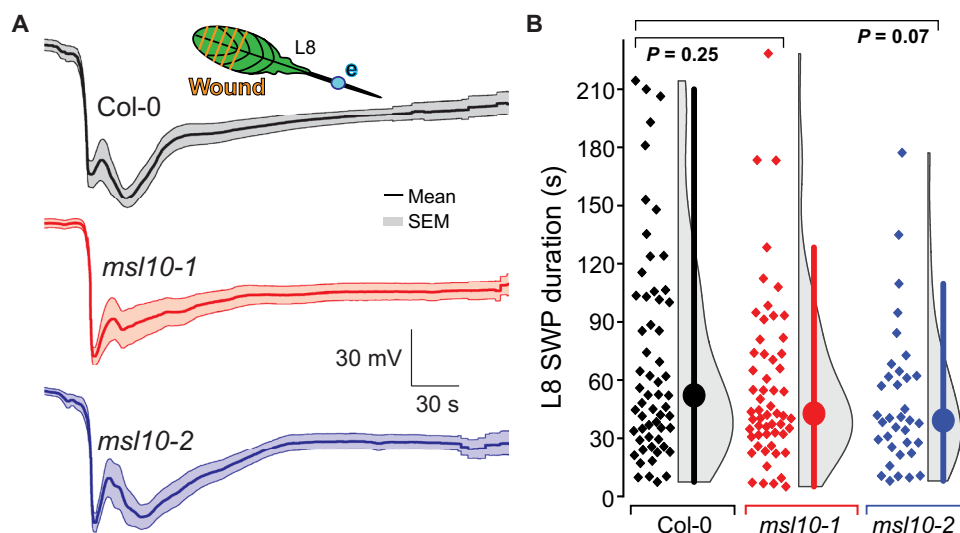 A
L8
e
Wound
Col-0
Mean
SEM
msl10-1
30 mV
30 s
msl10-2
B
P = 0.25
P = 0.07
L8 SWP duration (s)
210
180
150
120
90
60
30
0
Col-0
msl10-1
msl10-2